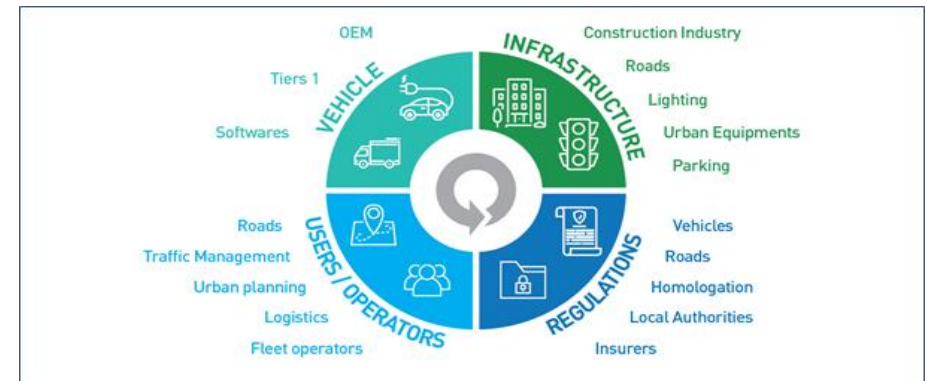 OEM
Tiers 1
Softwares
VEHICLE
INFRASTRUCTURE
Construction Industry
Roads
Lighting
Urban Equipments
Parking
Roads
Traffic Management
Urban planning
Logistics
Fleet operators
USERS / OPERATORS
REGULATIONS
Vehicles
Roads
Homologation
Local Authorities
Insurers